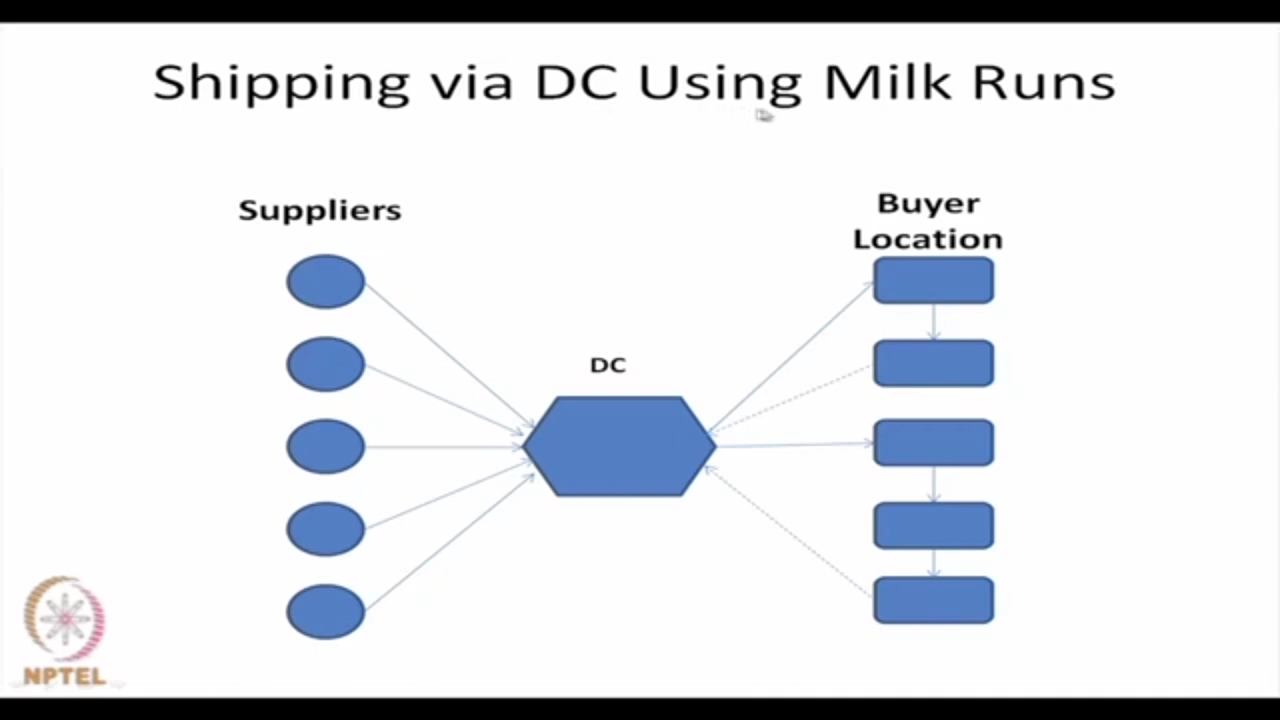 Shipping via DC Using Milk Runs
Suppliers
Buyer
Location
DC
NPTEL